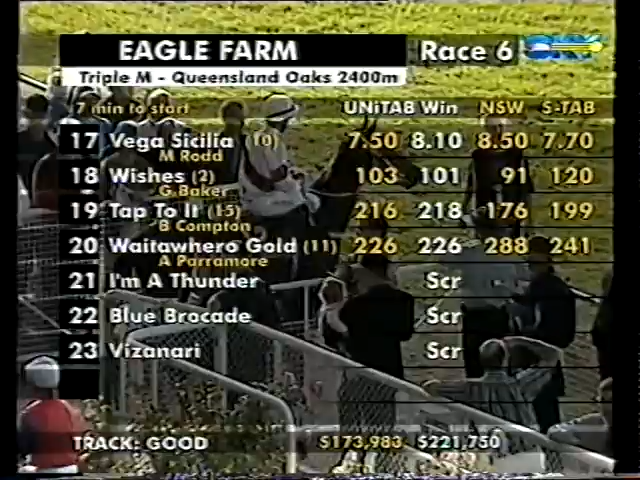 EAGLE FARM Race 6
Triple M - Queensland Oaks 2400m
7 min to start UNiTAB Win NSW S-TAB
17 Vega Sicilia (10) 7.50 8.10 8.50 7.70
M Rodd
18 Wishes (2) 103 101 91 120
G Baker
19 Tap To It (15) 216 218 176 199
B Compton
20 Waitawhero Gold (11) 226 226 288 241
A Parramore
21 I'm A Thunder Scr
22 Blue Brocade Scr
23 Vizanari Scr
TRACK: GOOD $173,983 $221,750